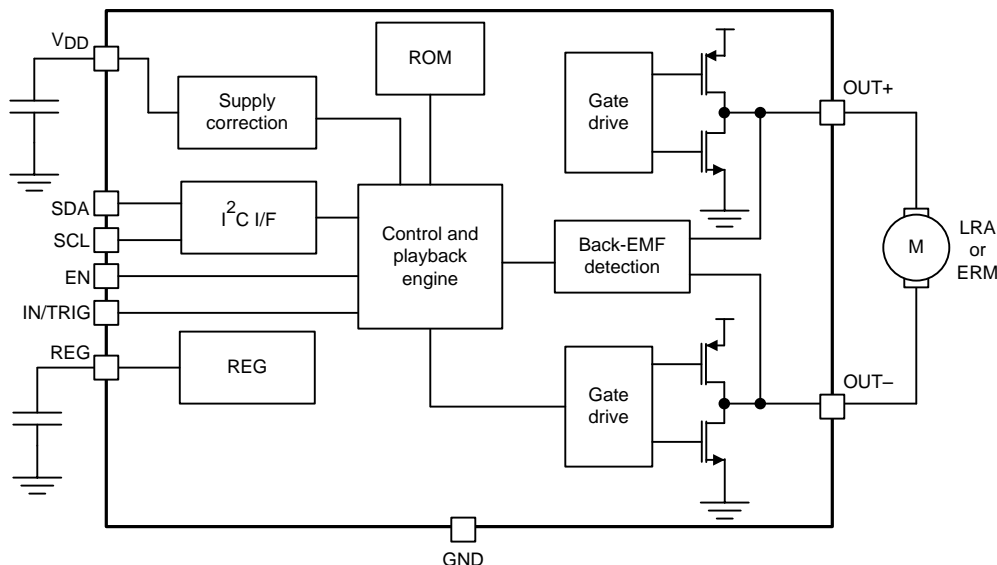 VDD
ROM
Supply
correction
Gate
drive
OUT+
SDA
SCL
I²C I/F
Control and
playback
engine
Back-EMF
detection
M
LRA
or
ERM
EN
IN/TRIG
REG
REG
Gate
drive
OUT–
GND